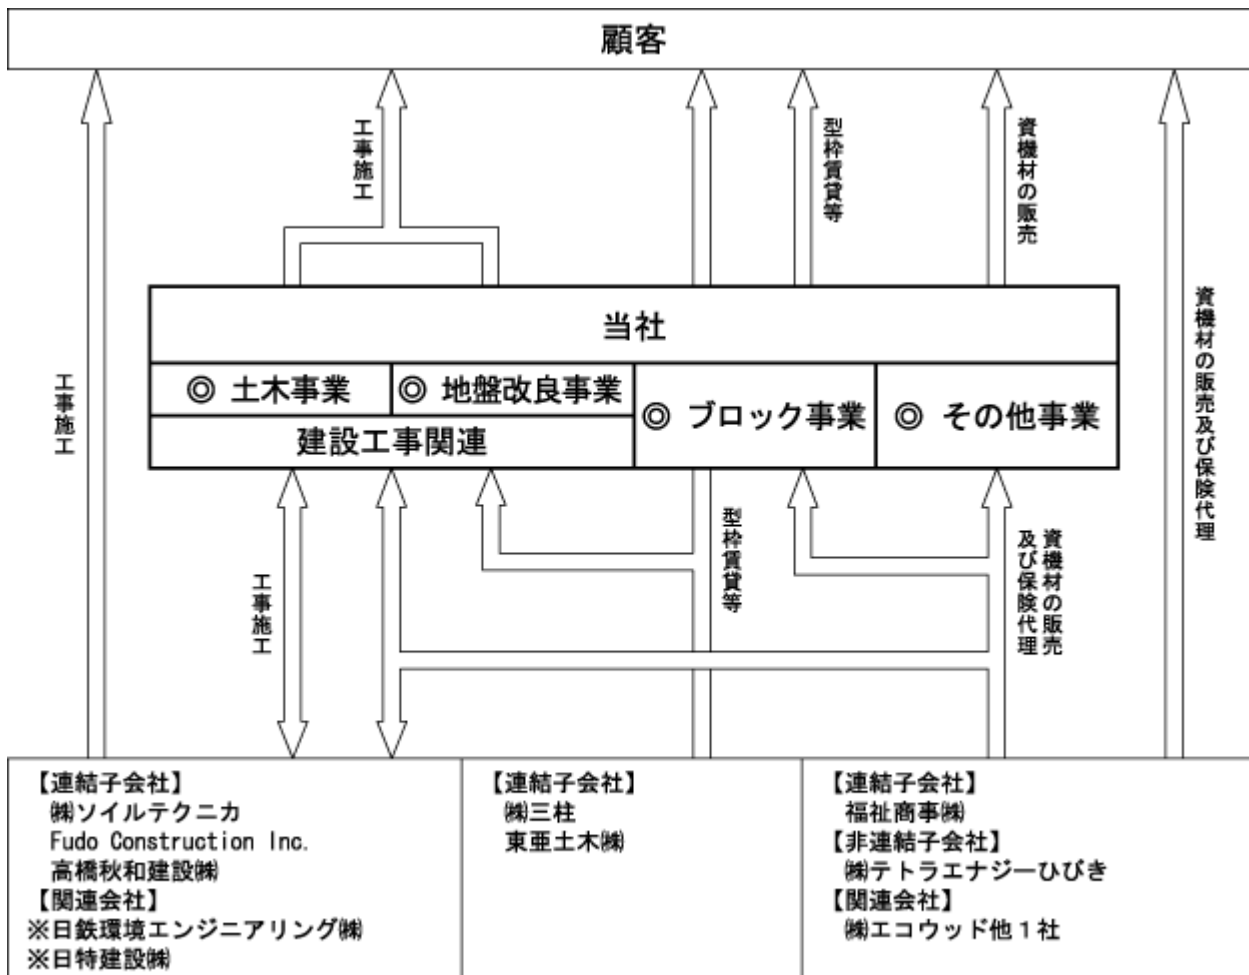 顧客
工事施工
型枠賃貸等
資機材の販売
工事施工
資機材の販売及び保険代理
当社
◎ 土木事業
◎ 地盤改良事業
◎ ブロック事業
◎ その他事業
建設工事関連
工事施工
型枠賃貸等
資機材の販売
及び保険代理
【連結子会社】
㈱ソイルテクニカ
Fudo Construction Inc.
高橋秋和建設㈱
【関連会社】
※日鉄環境エンジニアリング㈱
※日特建設㈱
【連結子会社】
㈱三柱
東亜土木㈱
【連結子会社】
福祉商事㈱
【非連結子会社】
㈱テトラエナジーひびき
【関連会社】
㈱エコウッド他１社